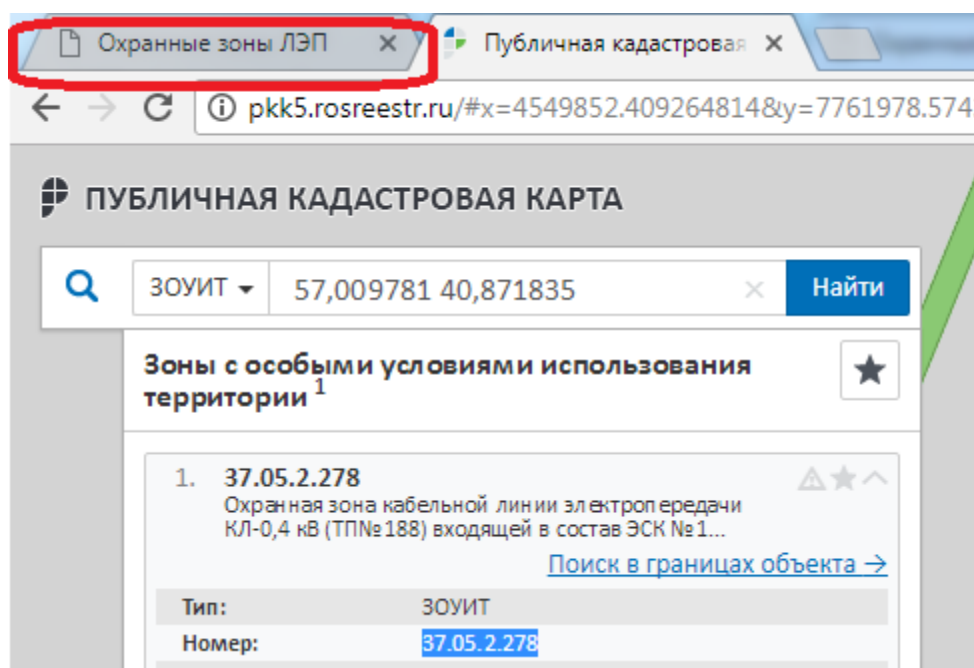 Охранные зоны ЛЭП
Публичная кадастровая
pkk5.rosreestr.ru/#x=4549852.409264814&y=7761978.574
ПУБЛИЧНАЯ КАДАСТРОВАЯ КАРТА
ЗОУИТ 57,009781 40,871835 Найти
Зоны с особыми условиями использования
территории 1
1. 37.05.2.278
Охранная зона кабельной линии электропередачи
КЛ-0,4 кВ (ТП№188) входящей в состав ЭСК №1...
Поиск в границах объекта →
Тип: ЗОУИТ
Номер: 37.05.2.278